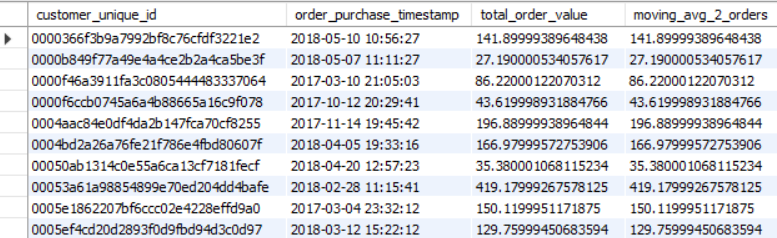 customer_unique_id order_purchase_timestamp total_order_value moving_avg_2_orders
0000366f3b9a7992bf8c76cfdf3221e2 2018-05-10 10:56:27 141.89999389648438 141.89999389648438
0000b849f77a49e4a4ce2b2a4ca5be3f 2018-05-07 11:11:27 27.190000534057617 27.190000534057617
0000f46a3911fa3c0805444483337064 2017-03-10 21:05:03 86.22000122070312 86.22000122070312
0000f6ccb0745a6a4b88665a16c9f078 2017-10-12 20:29:41 43.619998931884766 43.619998931884766
0004aac84e0df4da2b147fca70cf8255 2017-11-14 19:45:42 196.88999938964844 196.88999938964844
0004bd2a26a76fe21f786e4fbd80607f 2018-04-05 19:33:16 166.97999572753906 166.97999572753906
00050ab1314c0e55a6ca13cf7181fecf 2018-04-20 12:57:23 35.380001068115234 35.380001068115234
00053a61a98854899e70ed204dd4bafe 2018-02-28 11:15:41 419.17999267578125 419.17999267578125
0005e1862207bf6ccc02e4228effd9a0 2017-03-04 23:32:12 150.1199951171875 150.1199951171875
0005ef4cd20d2893f0d9fbd94d3c0d97 2018-03-12 15:22:12 129.75999450683594 129.75999450683594